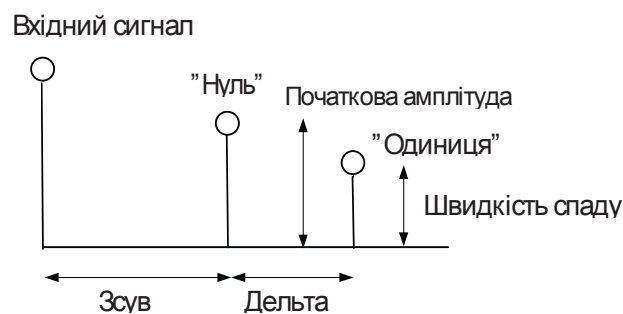 Вхідний сигнал
”Нуль”
Початкова амплітуда
”Одиниця”
Швидкість спаду
Зсув
Дельта